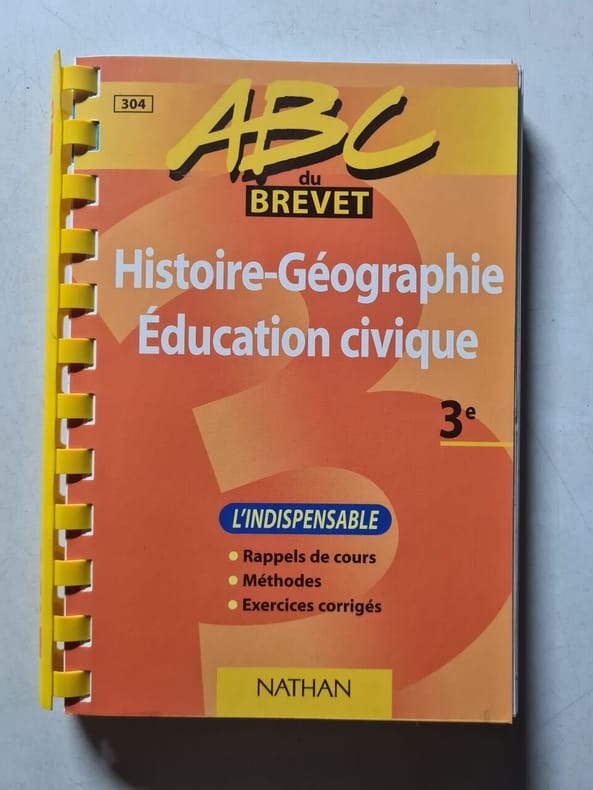 304
ABC
du
BREVET
Histoire-Géographie
Éducation civique
3e
L'INDISPENSABLE
• Rappels de cours
• Méthodes
• Exercices corrigés
NATHAN